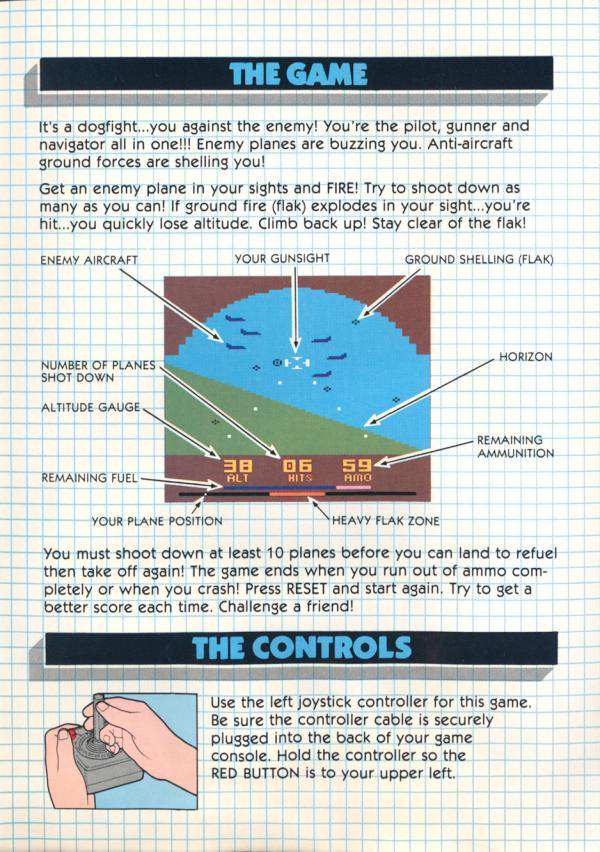 THE GAME
It's a dogfight...you against the enemy! You're the pilot, gunner and
navigator all in one!!! Enemy planes are buzzing you. Anti-aircraft
ground forces are shelling you!
Get an enemy plane in your sights and FIRE! Try to shoot down as
many as you can! If ground fire (flak) explodes in your sight...you're
hit...you quickly lose altitude. Climb back up! Stay clear of the flak!
ENEMY AIRCRAFT
YOUR GUNSIGHT
GROUND SHELLING (FLAK)
HORIZON
NUMBER OF PLANES
SHOT DOWN
ALTITUDE GAUGE
REMAINING
AMMUNITION
38 06 59
ALT HITS AMO
REMAINING FUEL
YOUR PLANE POSITION
HEAVY FLAK ZONE
You must shoot down at least 10 planes before you can land to refuel
then take off again! The game ends when you run out of ammo com-
pletely or when you crash! Press RESET and start again. Try to get a
better score each time. Challenge a friend!
THE CONTROLS
Use the left joystick controller for this game.
Be sure the controller cable is securely
plugged into the back of your game
console. Hold the controller so the
RED BUTTON is to your upper left.